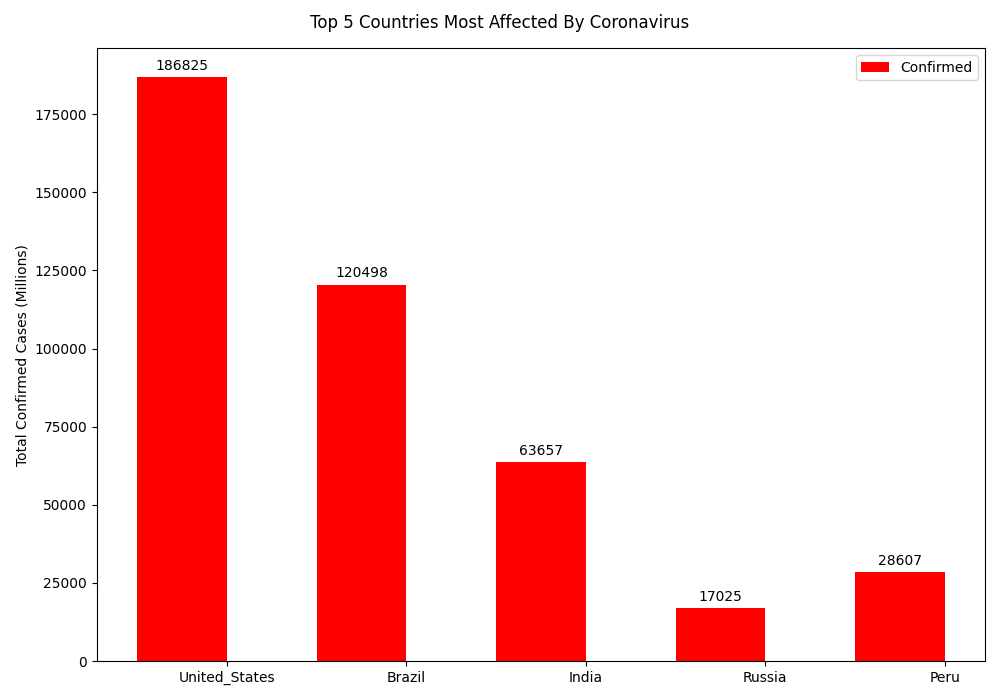 Top 5 Countries Most Affected By Coronavirus
Confirmed
Total Confirmed Cases (Millions)
175000
150000
125000
100000
75000
50000
25000
0
186825
120498
63657
17025
28607
United_States
Brazil
India
Russia
Peru